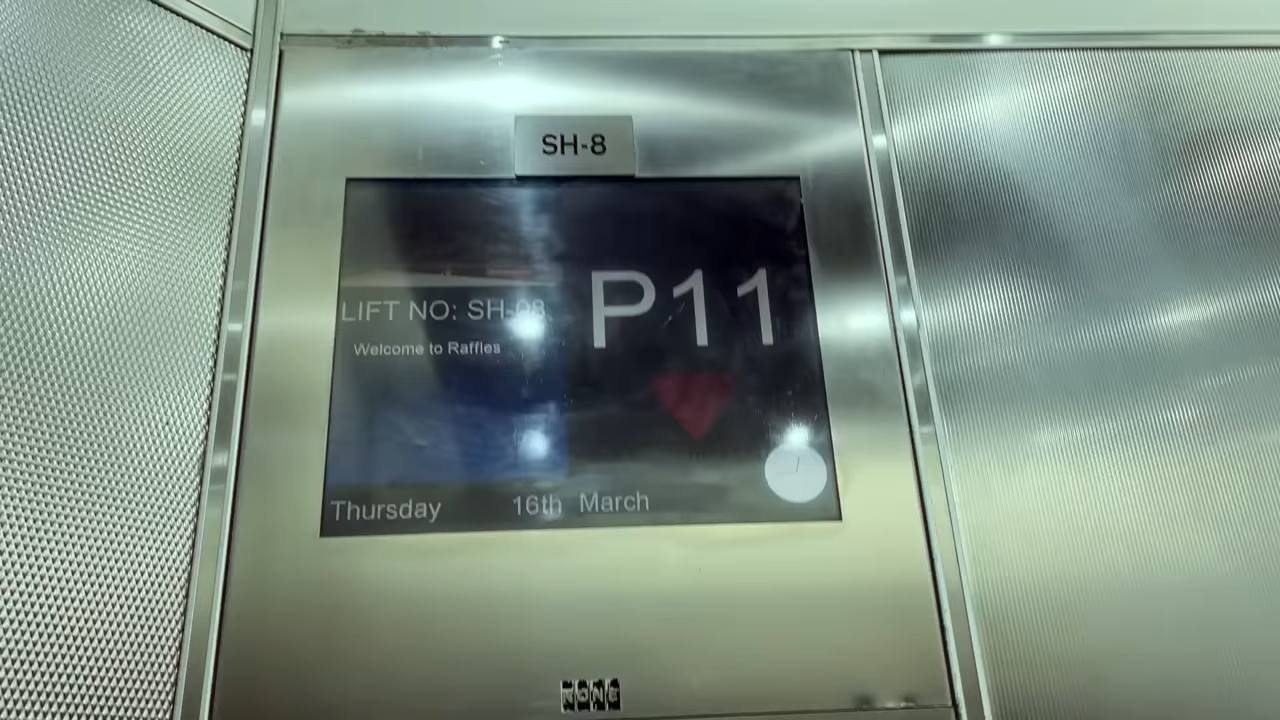 SH-8
LIFT NO: SH-08
P11
Welcome to Raffles
Thursday 16th March
KONE